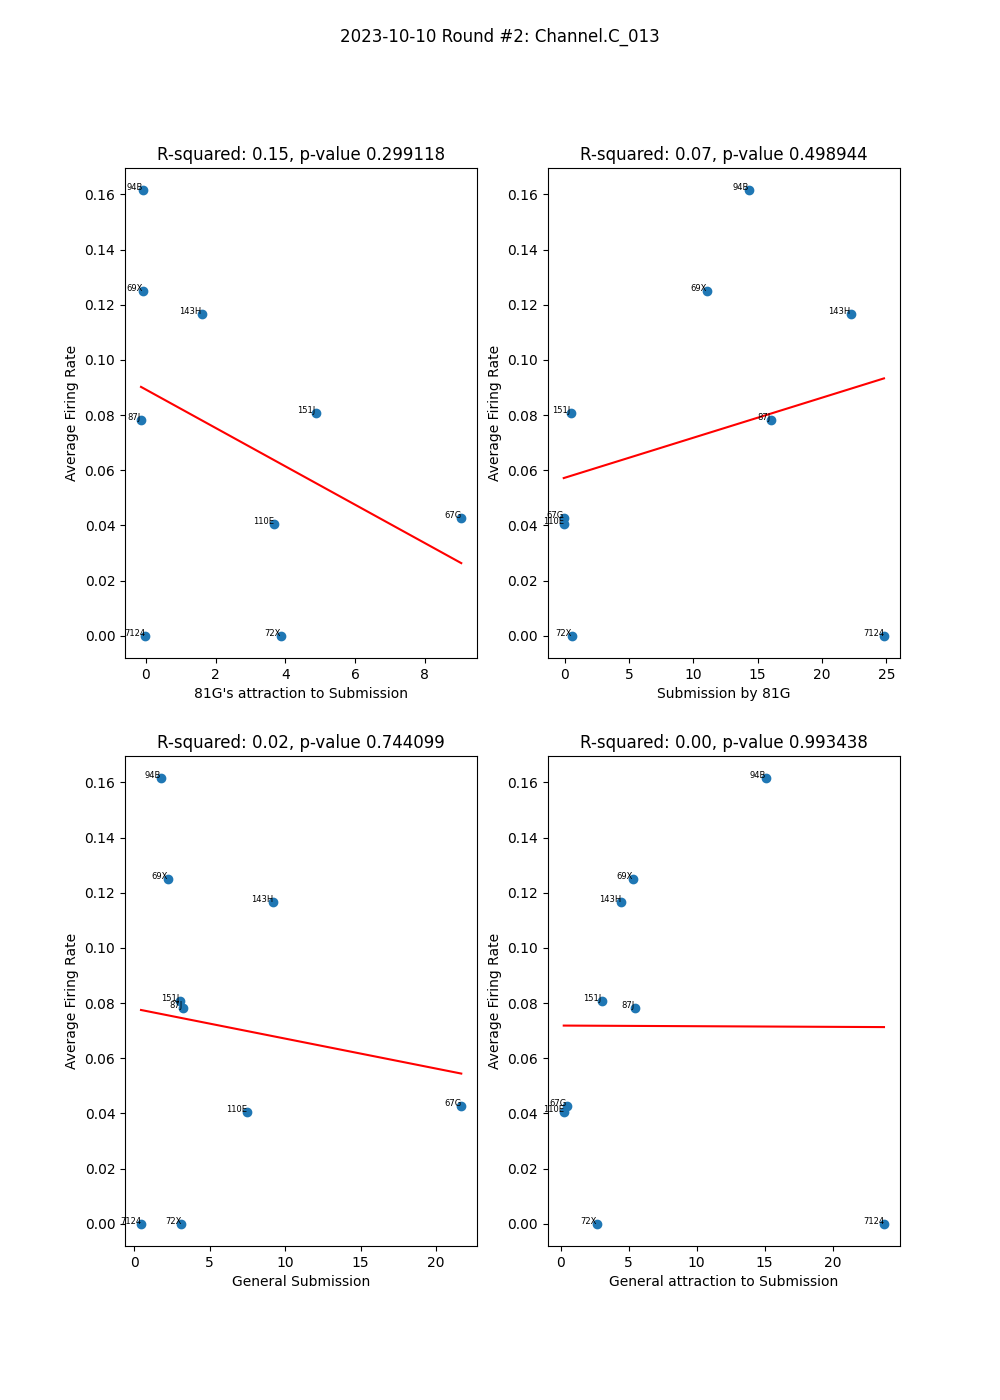 2023-10-10 Round #2: Channel.C_013
R-squared: 0.15, p-value 0.299118
Average Firing Rate
0.16
0.14
0.12
0.10
0.08
0.06
0.04
0.02
0.00
94B
69X
143H
151J
87J
110E
67G
7124
72X
0
2
4
6
8
81G's attraction to Submission
R-squared: 0.07, p-value 0.498944
Average Firing Rate
0.16
0.14
0.12
0.10
0.08
0.06
0.04
0.02
0.00
94B
69X
143H
151J
87J
67G
110E
72X
7124
0
5
10
15
20
25
Submission by 81G
R-squared: 0.02, p-value 0.744099
Average Firing Rate
0.16
0.14
0.12
0.10
0.08
0.06
0.04
0.02
0.00
94B
69X
143H
151J
87J
110E
67G
7124
72X
0
5
10
15
20
General Submission
R-squared: 0.00, p-value 0.993438
Average Firing Rate
0.16
0.14
0.12
0.10
0.08
0.06
0.04
0.02
0.00
94B
69X
143H
151J
87J
67G
110E
72X
7124
0
5
10
15
20
General attraction to Submission